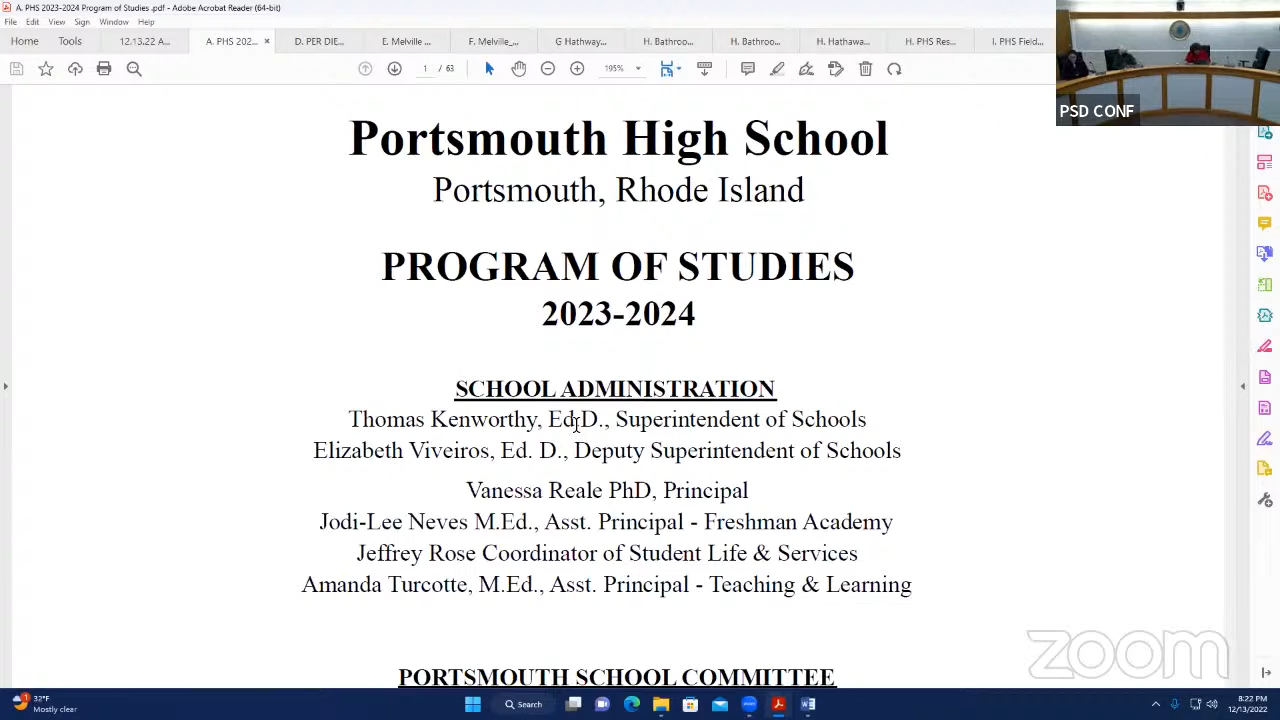 A. PHS 2023-2024 Program of Studies .pdf - Adobe Acrobat Reader (64-bit)
File Edit View Sign Window Help
Home Tools 12.13.22 A... A. PHS 202... × D. PER DIE... E. Melville ... _... G Hathway... H. Bathroo... H. Bathroo... H. Hathawa... H. PHS Res... I. PHS Field...
1 / 63 195%
PSD CONF
Portsmouth High School
Portsmouth, Rhode Island
PROGRAM OF STUDIES
2023-2024
SCHOOL ADMINISTRATION
Thomas Kenworthy, Ed.D., Superintendent of Schools
Elizabeth Viveiros, Ed. D., Deputy Superintendent of Schools
Vanessa Reale PhD, Principal
Jodi-Lee Neves M.Ed., Asst. Principal - Freshman Academy
Jeffrey Rose Coordinator of Student Life & Services
Amanda Turcotte, M.Ed., Asst. Principal - Teaching & Learning
PORTSMOUTH SCHOOL COMMITTEE
zoom
1 32°F
Mostly clear
Search
8:22 PM
12/13/2022